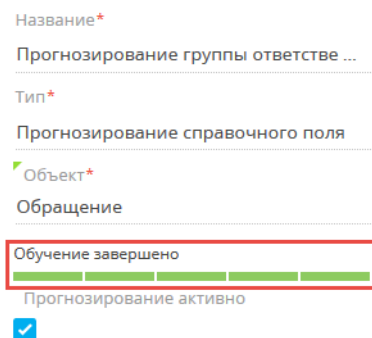 Название*
Прогнозирование группы ответстве ...
Тип*
Прогнозирование справочного поля
Объект*
Обращение
Обучение завершено
Прогнозирование активно